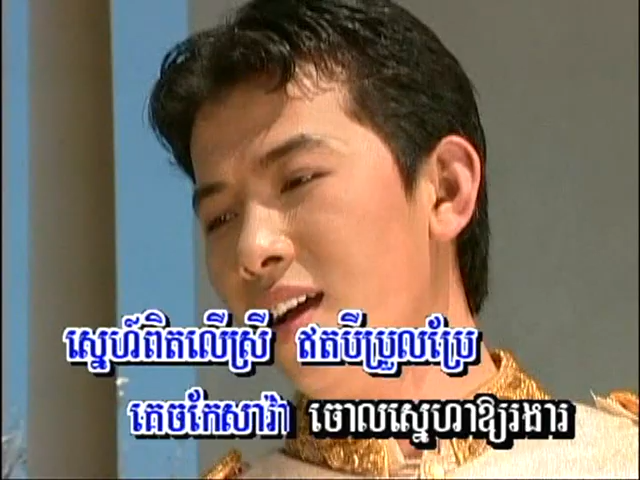 ស្នេហ៍ពិតលើស្រី ឥតបីប្រួលប្រែ
គេចកែសារ៉ា ចោលស្នេហាឱ្យរងារ